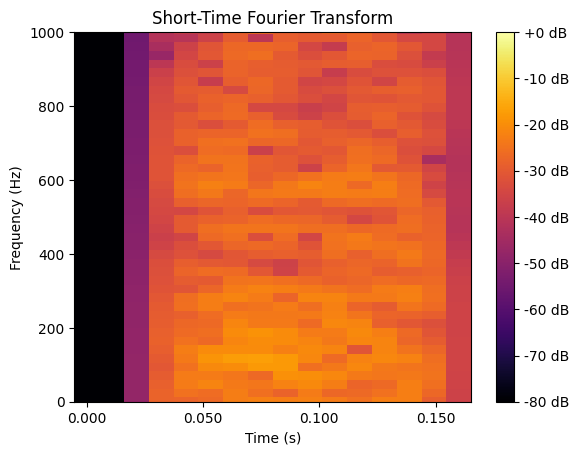 Short-Time Fourier Transform
1000
800
600
400
200
0
Frequency (Hz)
0.000
0.050
0.100
0.150
Time (s)
+0 dB
-10 dB
-20 dB
-30 dB
-40 dB
-50 dB
-60 dB
-70 dB
-80 dB